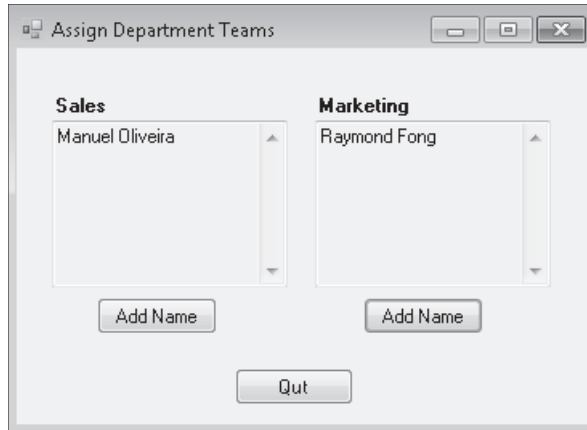 Assign Department Teams
Sales
Marketing
Manuel Oliveira
Raymond Fong
Add Name
Add Name
Qut